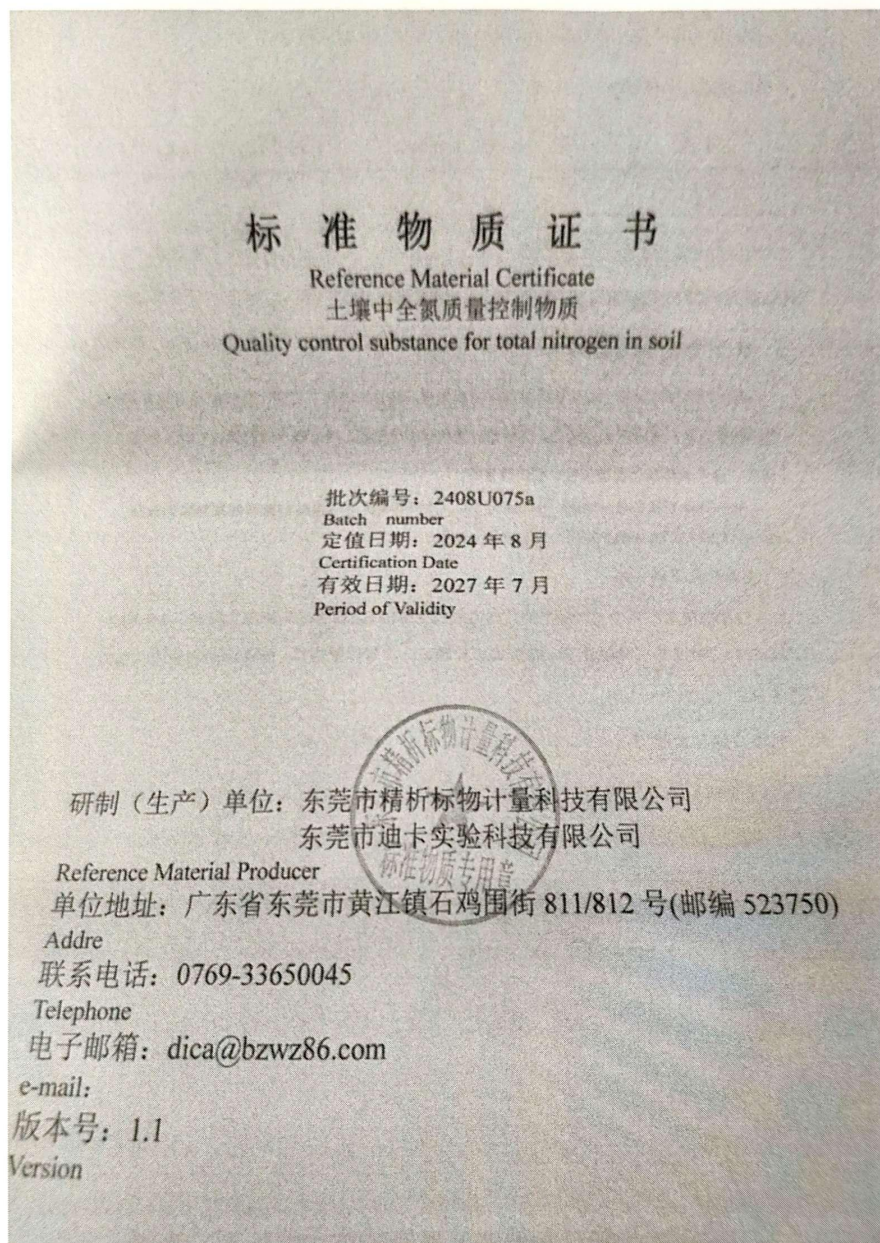 标准物质证书
Reference Material Certificate
土壤中全氮质量控制物质
Quality control substance for total nitrogen in soil
批次编号：2408U075a
Batch number
定值日期：2024 年 8 月
Certification Date
有效日期：2027 年 7 月
Period of Validity
研制（生产）单位：东莞市精析标物计量科技有限公司
东莞市迪卡实验科技有限公司
标准物质专用章
Reference Material Producer
单位地址：广东省东莞市黄江镇石鸡围街 811/812 号(邮编 523750)
Addre
联系电话：0769-33650045
Telephone
电子邮箱：dica@bzwz86.com
e-mail:
版本号：1.1
Version